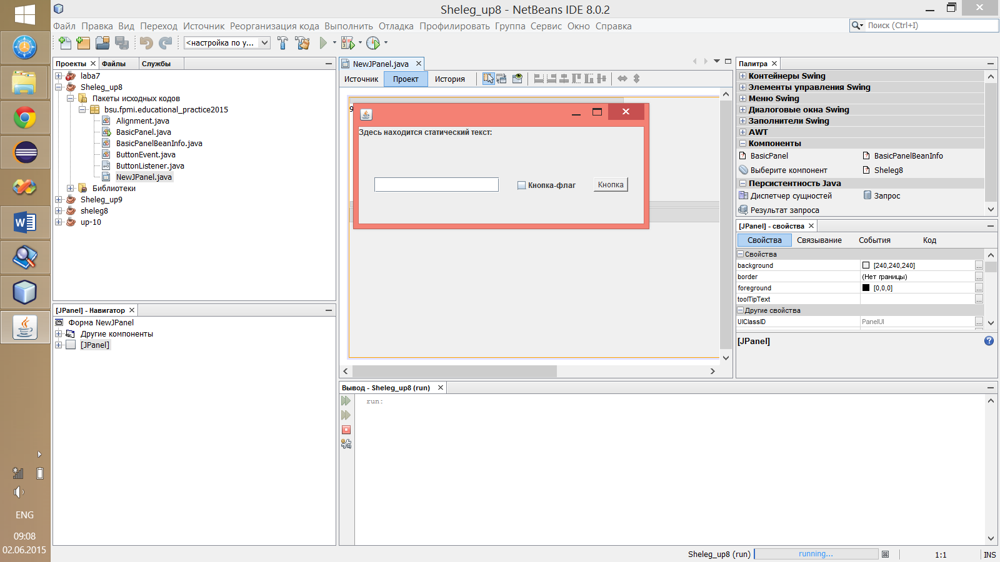 Sheleg_up8 - NetBeans IDE 8.0.2
Файл Правка Вид Переход Источник Реорганизация кода Выполнить Отладка Профилировать Группа Сервис Окно Справка
Поиск (Ctrl+I)
<настройка по у...
Проекты Файлы Службы
laba7
Sheleg_up8
Пакеты исходных кодов
bsu.fpmi.educational_practice2015
Alignment.java
BasicPanel.java
BasicPanelBeanInfo.java
ButtonEvent.java
ButtonListener.java
NewJPanel.java
Библиотеки
Sheleg_up9
sheleg8
up-10
[JPanel] - Навигатор
Форма NewJPanel
Другие компоненты
[JPanel]
NewJPanel.java
Источник Проект История
Здесь находится статический текст:
Кнопка-флаг
Кнопка
Палитра
Контейнеры Swing
Элементы управления Swing
Меню Swing
Диалоговые окна Swing
Заполнители Swing
AWT
Компоненты
BasicPanel BasicPanelBeanInfo
Выберите компонент Sheleg8
Персистентность Java
Диспетчер сущностей Запрос
Результат запроса
[JPanel] - свойства
Свойства Связывание События Код
Свойства
background [240,240,240] ...
border (Нет границы) ...
foreground [0,0,0] ...
toolTipText ...
Другие свойства
UIClassID PanelUI ...
[JPanel]
Вывод - Sheleg_up8 (run)
run:
Sheleg_up8 (run) running... 1:1 INS
ENG
09:08
02.06.2015